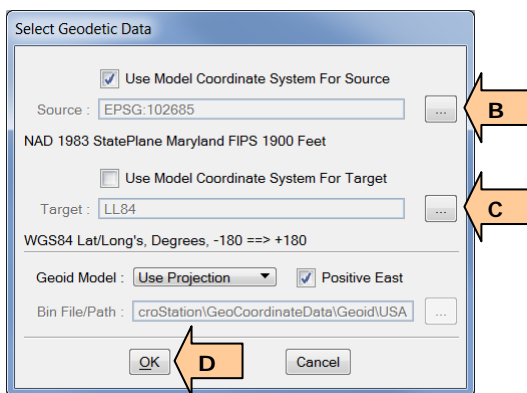 Select Geodetic Data
Use Model Coordinate System For Source
Source : EPSG:102685 ... B
NAD 1983 StatePlane Maryland FIPS 1900 Feet
Use Model Coordinate System For Target
Target : LL84 ... C
WGS84 Lat/Long's, Degrees, -180 ==> +180
Geoid Model : Use Projection Positive East
Bin File/Path : croStation\GeoCoordinateData\Geoid\USA ...
OK D Cancel